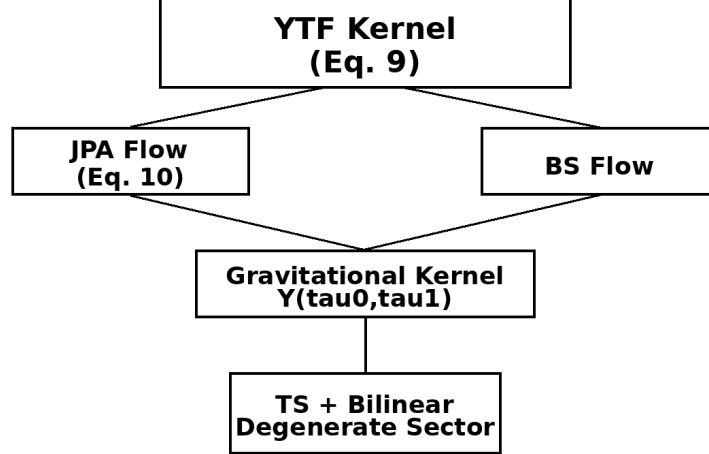 YTF Kernel
(Eq. 9)
JPA Flow
(Eq. 10)
BS Flow
Gravitational Kernel
Y(tau0,tau1)
TS + Bilinear
Degenerate Sector